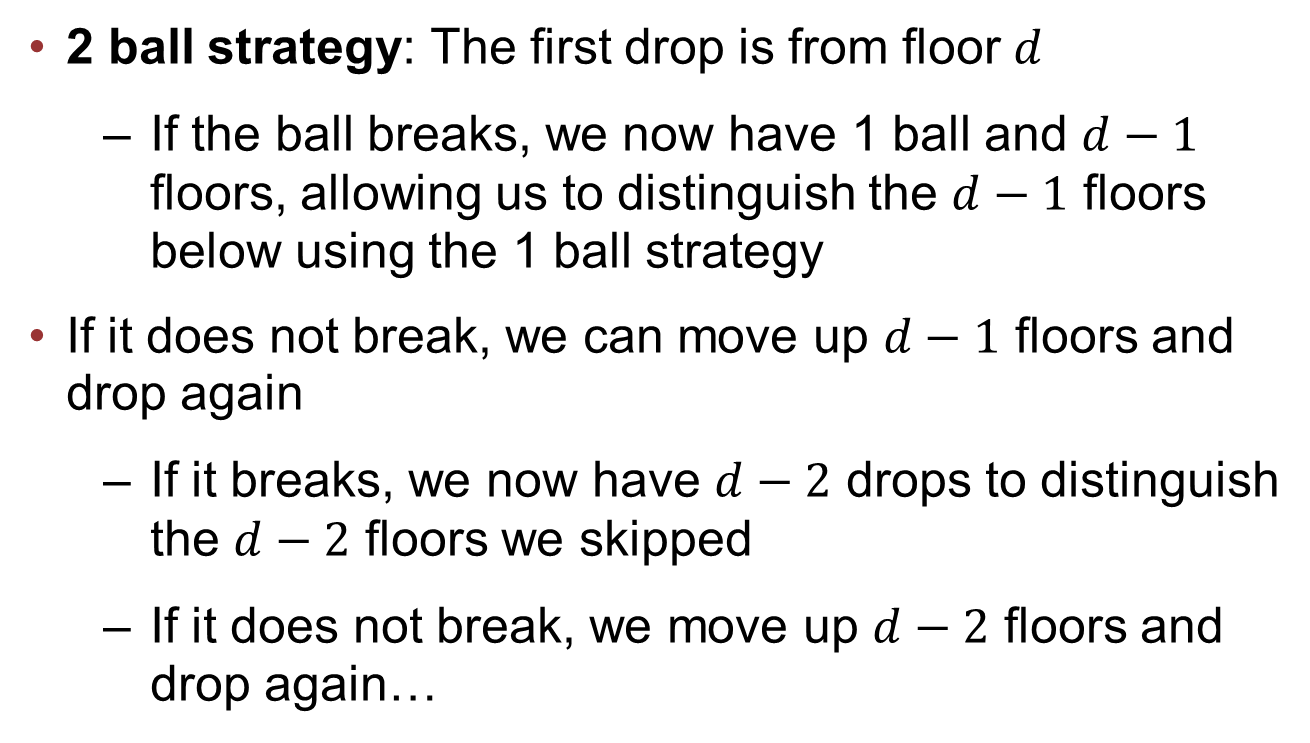 • 2 ball strategy: The first drop is from floor d
– If the ball breaks, we now have 1 ball and d − 1
floors, allowing us to distinguish the d − 1 floors
below using the 1 ball strategy
• If it does not break, we can move up d − 1 floors and
drop again
– If it breaks, we now have d − 2 drops to distinguish
the d − 2 floors we skipped
– If it does not break, we move up d − 2 floors and
drop again…